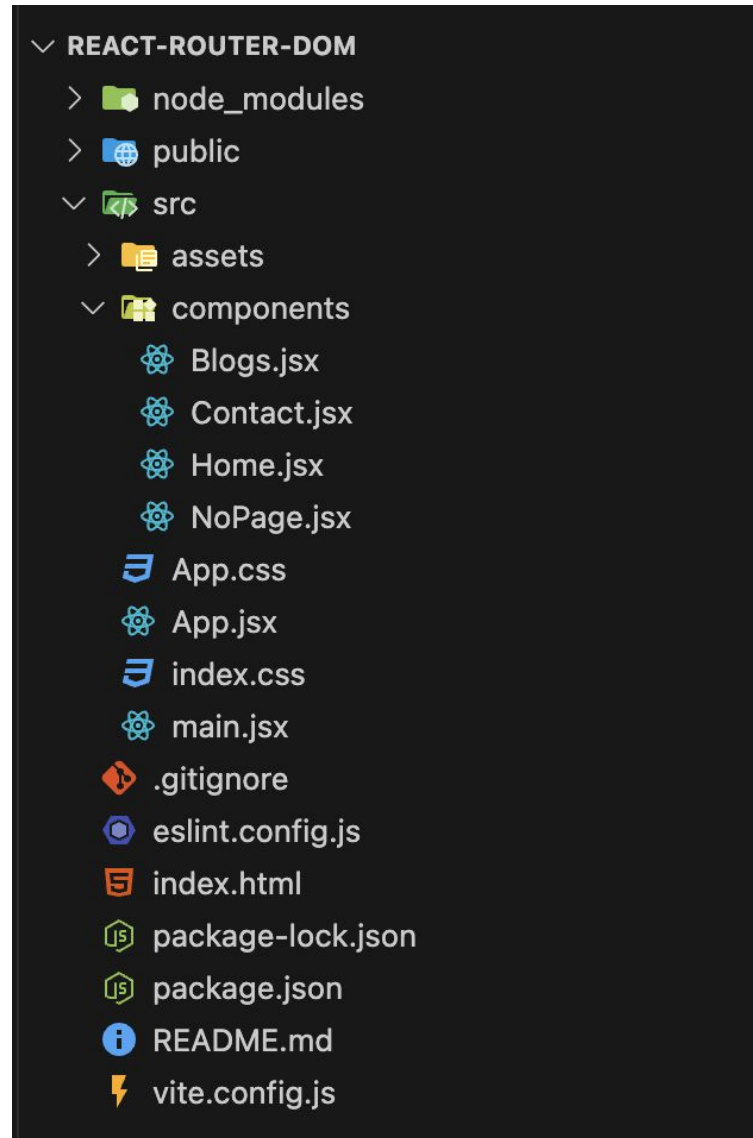 REACT-ROUTER-DOM
node_modules
public
src
assets
components
Blogs.jsx
Contact.jsx
Home.jsx
NoPage.jsx
App.css
App.jsx
index.css
main.jsx
.gitignore
eslint.config.js
index.html
package-lock.json
package.json
README.md
vite.config.js